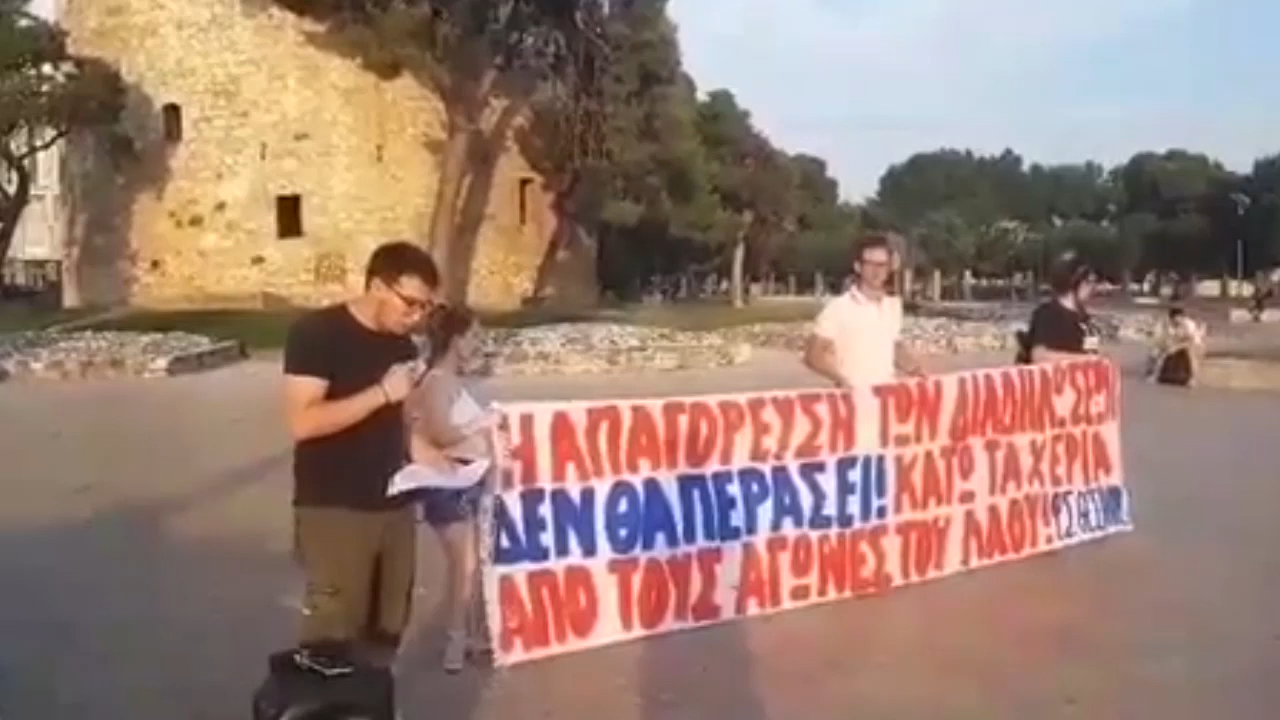 Η ΑΠΑΓΟΡΕΥΣΗ ΤΩΝ ΔΙΑΔΗΛΩΣΕΩΝ
ΔΕΝ ΘΑ ΠΕΡΑΣΕΙ! ΚΑΤΩ ΤΑ ΧΕΡΙΑ
ΑΠΟ ΤΟΥΣ ΑΓΩΝΕΣ ΤΟΥ ΛΑΟΥ!